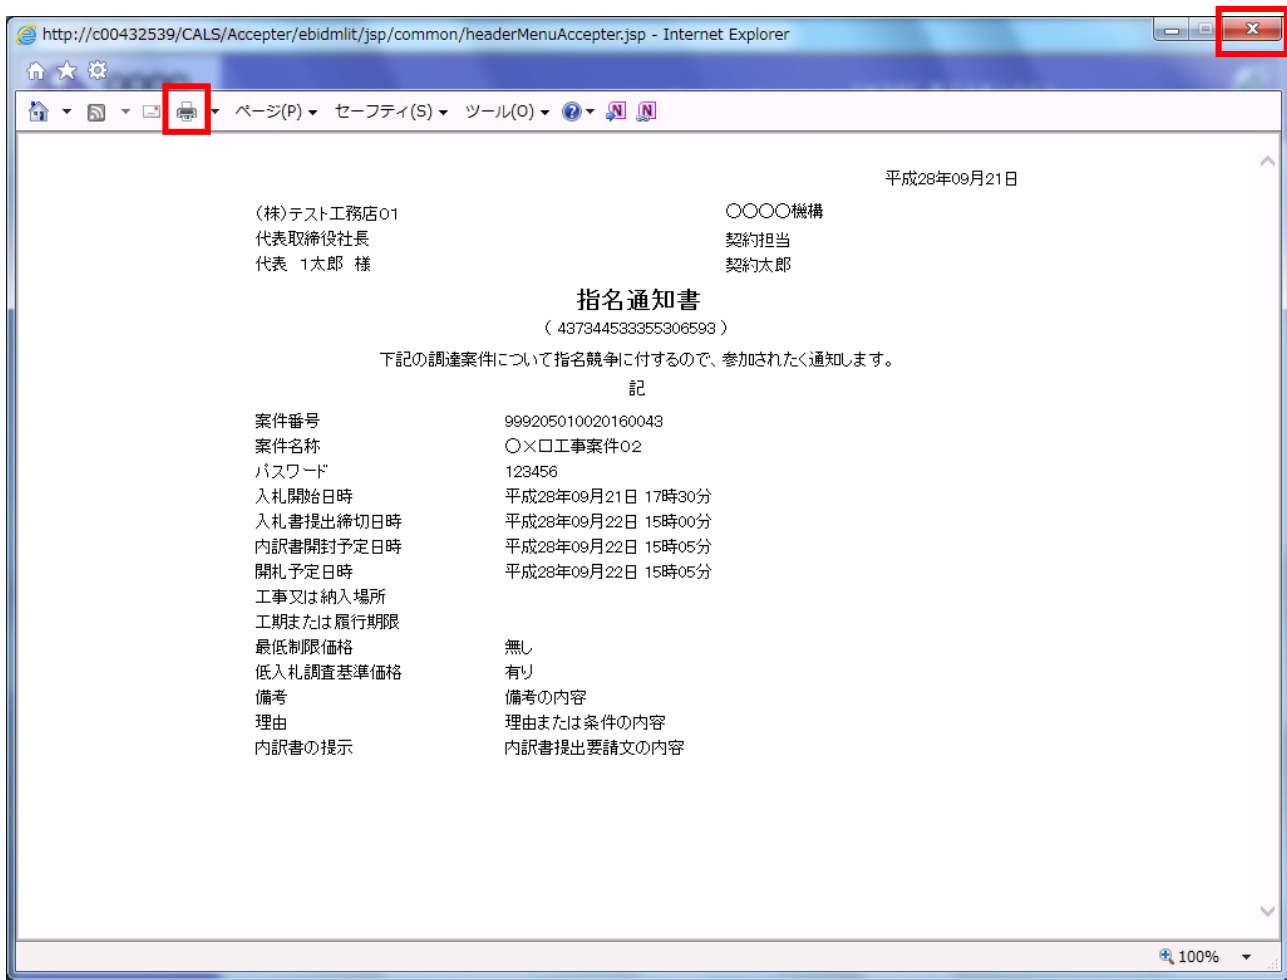 http://c00432539/CALS/Accepter/ebidmlit/jsp/common/headerMenuAccepter.jsp - Internet Explorer
ページ(P) セーフティ(S) ツール(O)
平成28年09月21日
(株)テスト工務店01 〇〇〇〇機構
代表取締役社長 契約担当
代表 1太郎 様 契約太郎
指名通知書
( 437344533355306593 )
下記の調達案件について指名競争に付するので、参加されたく通知します。
記
案件番号 999205010020160043
案件名称 〇×口工事案件02
パスワード 123456
入札開始日時 平成28年09月21日 17時30分
入札書提出締切日時 平成28年09月22日 15時00分
内訳書開封予定日時 平成28年09月22日 15時05分
開札予定日時 平成28年09月22日 15時05分
工事又は納入場所
工期または履行期限
最低制限価格 無し
低入札調査基準価格 有り
備考 備考の内容
理由 理由または条件の内容
内訳書の提示 内訳書提出要請文の内容
100%